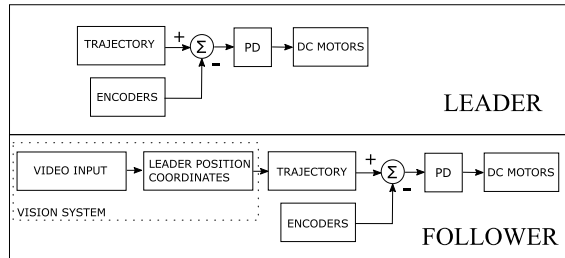 TRAJECTORY
+
Σ
-
PD
DC MOTORS
ENCODERS
LEADER
VIDEO INPUT
LEADER POSITION
COORDINATES
TRAJECTORY
+
Σ
-
PD
DC MOTORS
VISION SYSTEM
ENCODERS
FOLLOWER